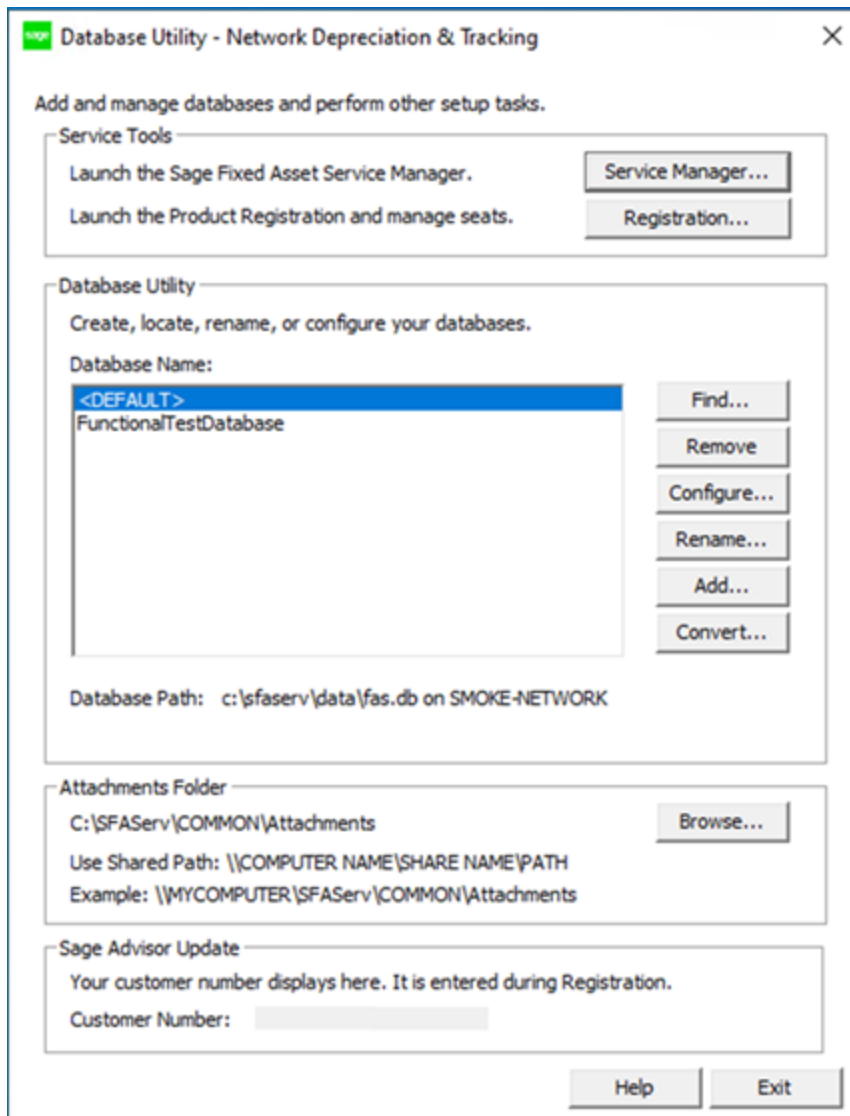 sage Database Utility - Network Depreciation & Tracking
Add and manage databases and perform other setup tasks.
Service Tools
Launch the Sage Fixed Asset Service Manager. Service Manager...
Launch the Product Registration and manage seats. Registration...
Database Utility
Create, locate, rename, or configure your databases.
Database Name:
<DEFAULT> Find...
FunctionalTestDatabase
Remove
Configure...
Rename...
Add...
Convert...
Database Path: c:\sfaserv\data\fas.db on SMOKE-NETWORK
Attachments Folder
C:\SFAServ\COMMON\Attachments Browse...
Use Shared Path: \\COMPUTER NAME\SHARE NAME\PATH
Example: \\MYCOMPUTER\SFAServ\COMMON\Attachments
Sage Advisor Update
Your customer number displays here. It is entered during Registration.
Customer Number:
Help Exit